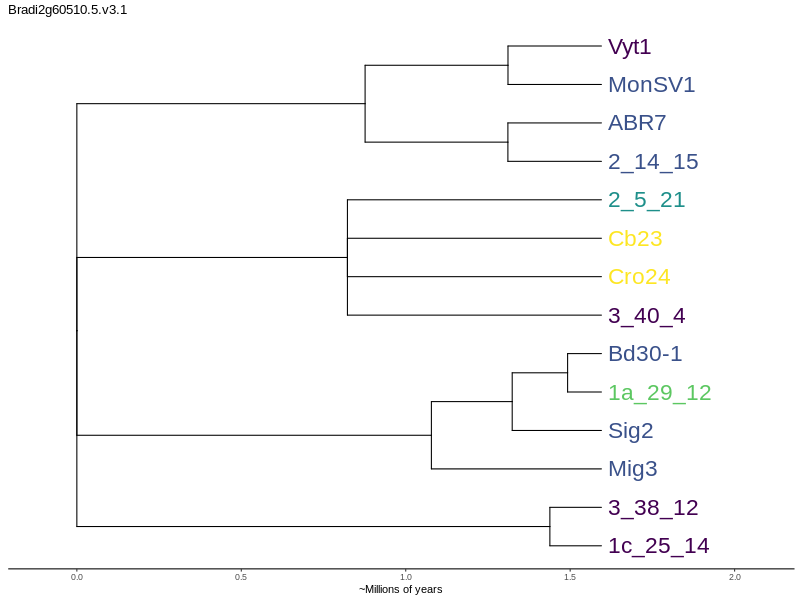 Bradi2g60510.5.v3.1
Vyt1
MonSV1
ABR7
2_14_15
2_5_21
Cb23
Cro24
3_40_4
Bd30-1
1a_29_12
Sig2
Mig3
3_38_12
1c_25_14
0.0 0.5 1.0 1.5 2.0
~Millions of years